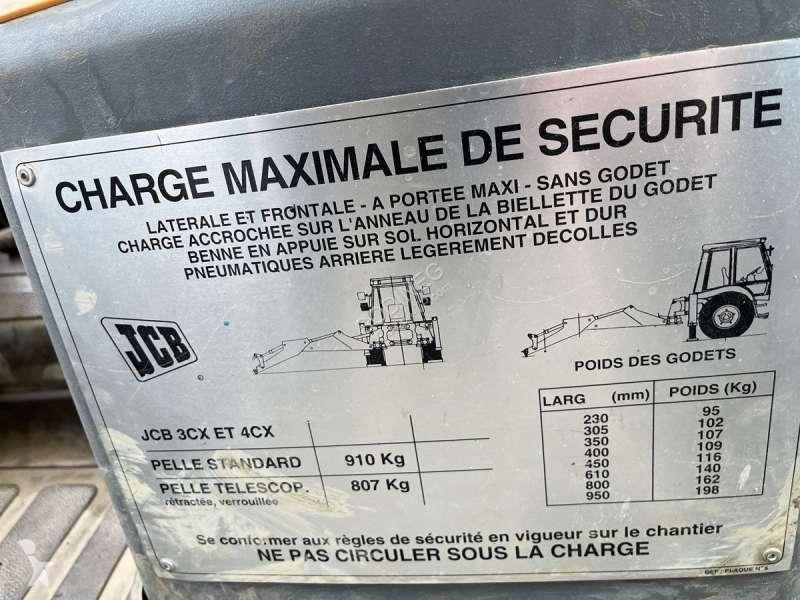 CHARGE MAXIMALE DE SECURITE
LATERALE ET FRONTALE - A PORTEE MAXI - SANS GODET
CHARGE ACCROCHEE SUR L'ANNEAU DE LA BIELLETTE DU GODET
BENNE EN APPUIE SUR SOL HORIZONTAL ET DUR
PNEUMATIQUES ARRIERE LEGEREMENT DECOLLES
JCB
POIDS DES GODETS
LARG (mm) POIDS (Kg)
230 95
305 102
350 107
400 109
450 116
610 140
800 162
950 198
JCB 3CX ET 4CX
PELLE STANDARD 910 Kg
PELLE TELESCOP. 807 Kg
rétractée, verrouillée
Se conformer aux règles de sécurité en vigueur sur le chantier
NE PAS CIRCULER SOUS LA CHARGE